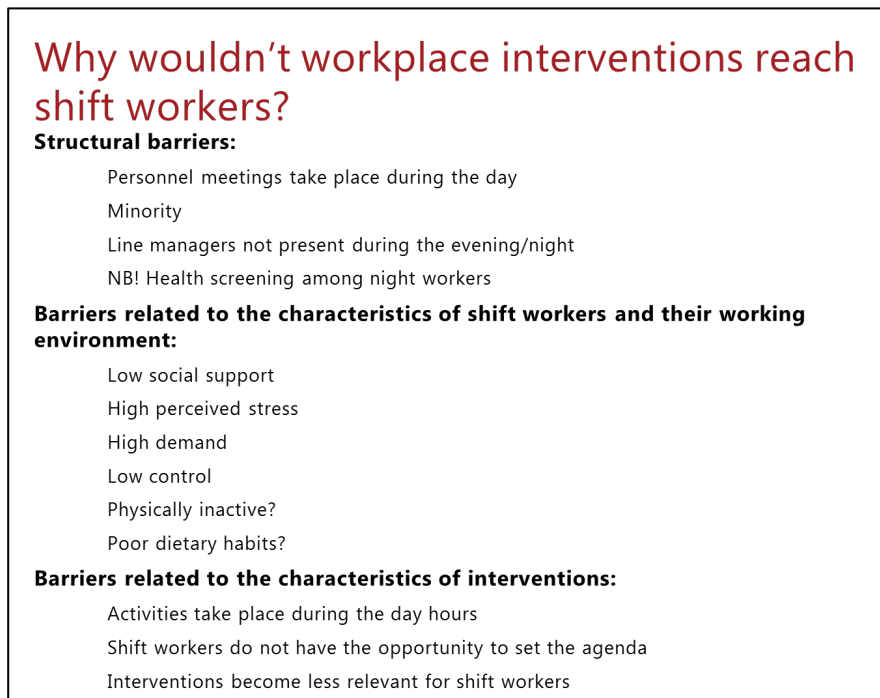 Why wouldn't workplace interventions reach
shift workers?
Structural barriers:
Personnel meetings take place during the day
Minority
Line managers not present during the evening/night
NB! Health screening among night workers
Barriers related to the characteristics of shift workers and their working
environment:
Low social support
High perceived stress
High demand
Low control
Physically inactive?
Poor dietary habits?
Barriers related to the characteristics of interventions:
Activities take place during the day hours
Shift workers do not have the opportunity to set the agenda
Interventions become less relevant for shift workers